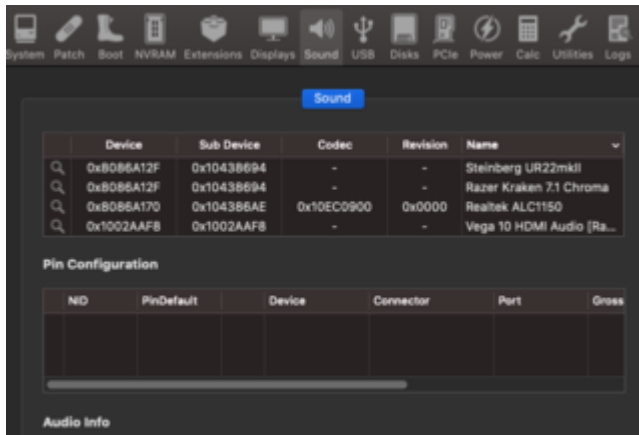 System Patch Boot NVRAM Extensions Displays Sound USB Disks PCIe Power Calc Utilities Logs
Sound
Device Sub Device Codec Revision Name
0x8086A12F 0x10438694 - - Steinberg UR22mkII
0x8086A12F 0x10438694 - - Razer Kraken 7.1 Chroma
0x8086A170 0x104386AE 0x10EC0900 0x0000 Realtek ALC1150
0x1002AAF8 0x1002AAF8 - - Vega 10 HDMI Audio [Ra...
Pin Configuration
NID PinDefault Device Connector Port Gross
Audio Info